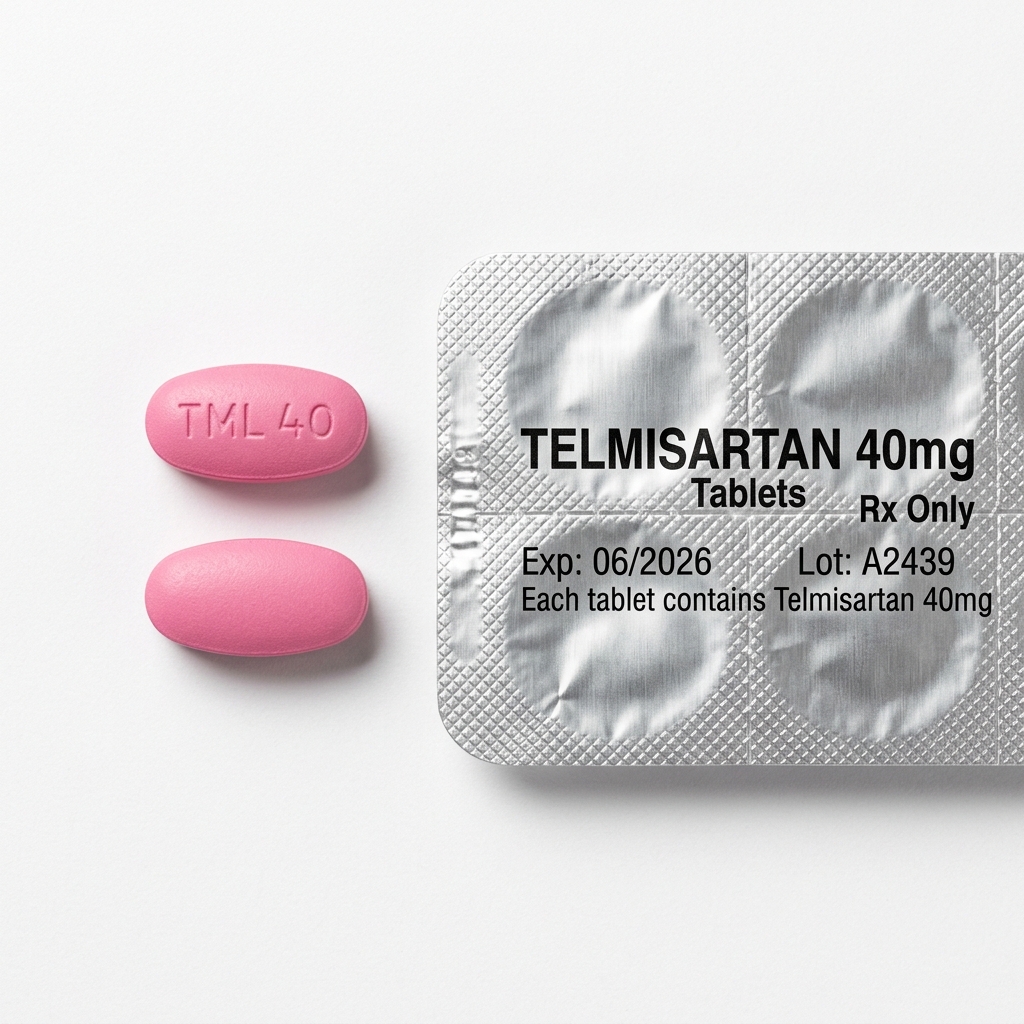 TML 40
TELMISARTAN 40mg
Tablets
Rx Only
Exp: 06/2026
Lot: A2439
Each tablet contains Telmisartan 40mg